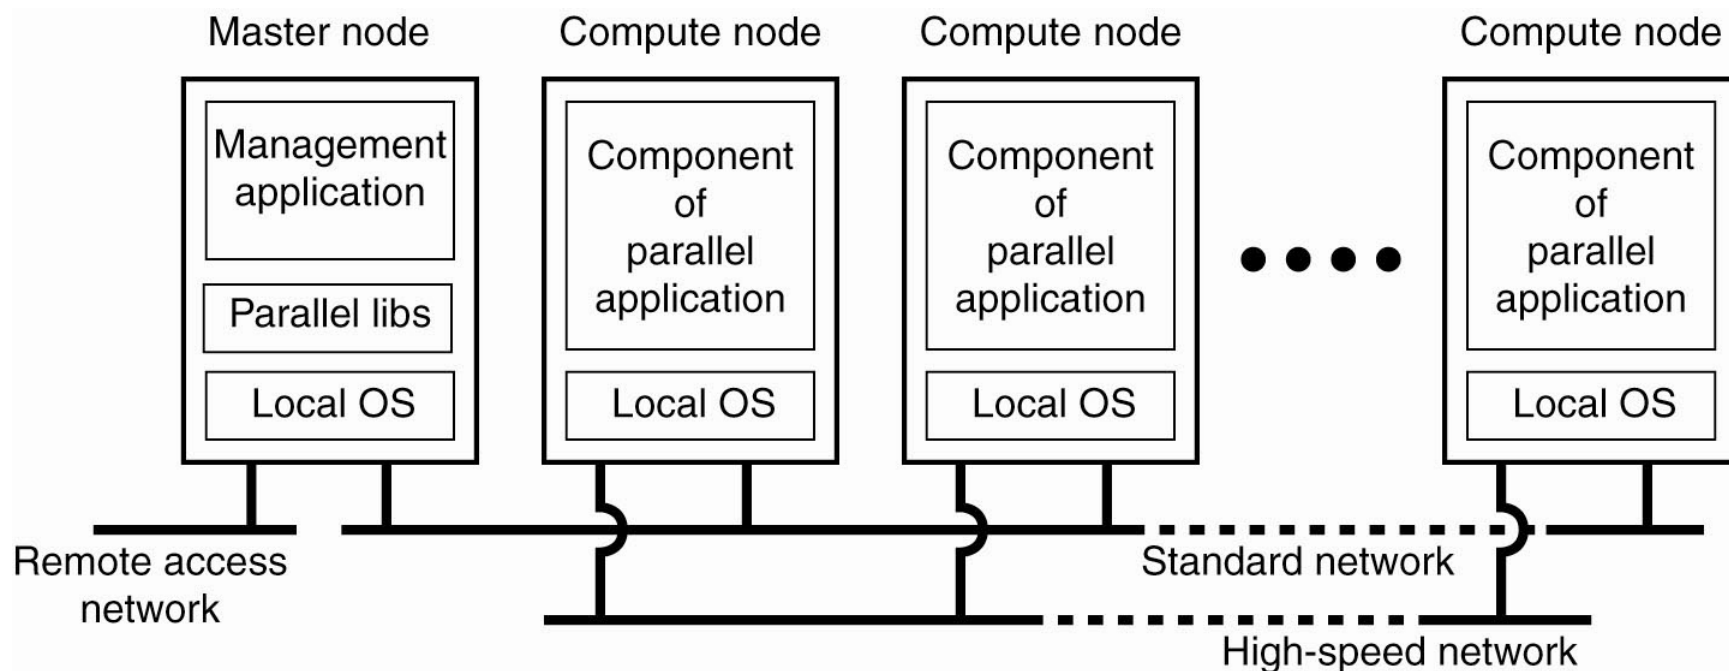 Master node
Compute node
Compute node
Compute node
Management
application
Parallel libs
Local OS
Component
of
parallel
application
Local OS
Component
of
parallel
application
Local OS
Component
of
parallel
application
Local OS
Remote access
network
Standard network
High-speed network